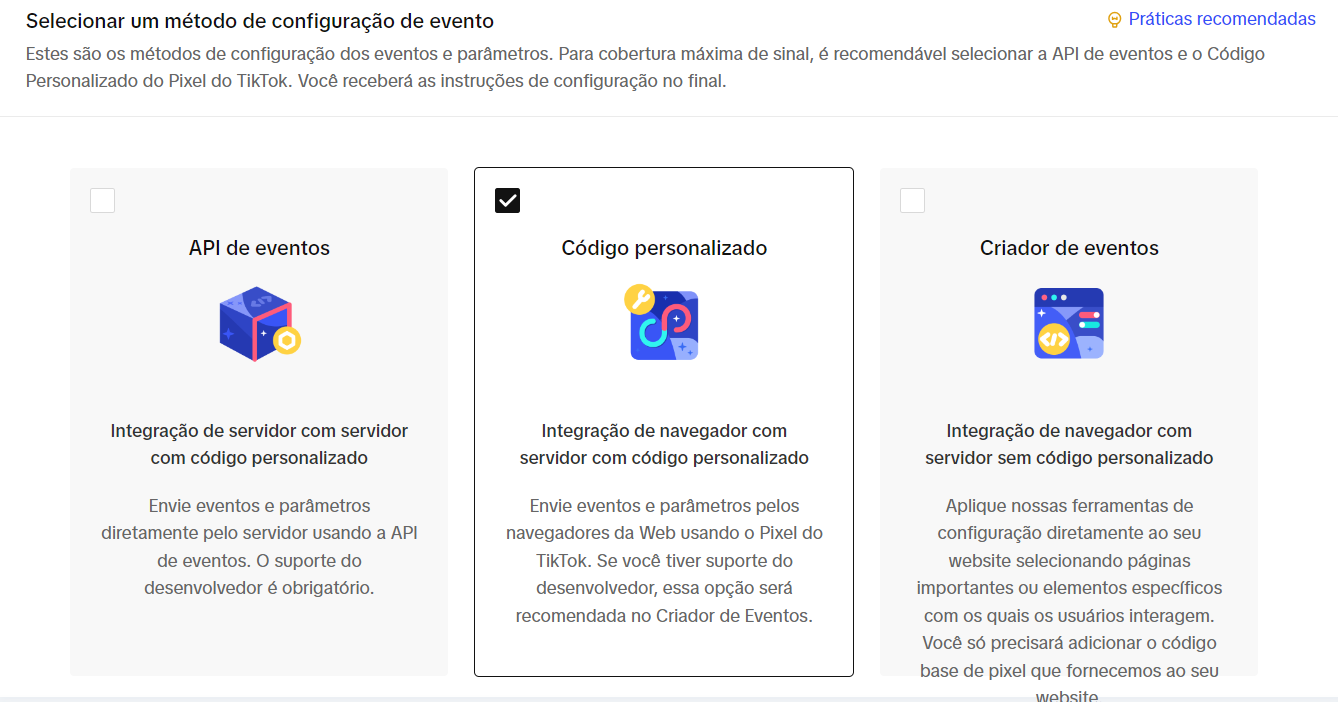 Selecionar um método de configuração de evento
Práticas recomendadas
Estes são os métodos de configuração dos eventos e parâmetros. Para cobertura máxima de sinal, é recomendável selecionar a API de eventos e o Código
Personalizado do Pixel do TikTok. Você receberá as instruções de configuração no final.
API de eventos
Integração de servidor com servidor
com código personalizado
Envie eventos e parâmetros
diretamente pelo servidor usando a API
de eventos. O suporte do
desenvolvedor é obrigatório.
Código personalizado
Integração de navegador com
servidor com código personalizado
Envie eventos e parâmetros pelos
navegadores da Web usando o Pixel do
TikTok. Se você tiver suporte do
desenvolvedor, essa opção será
recomendada no Criador de Eventos.
Criador de eventos
Integração de navegador com
servidor sem código personalizado
Aplique nossas ferramentas de
configuração diretamente ao seu
website selecionando páginas
importantes ou elementos específicos
com os quais os usuários interagem.
Você só precisará adicionar o código
base de pixel que fornecemos ao seu
website